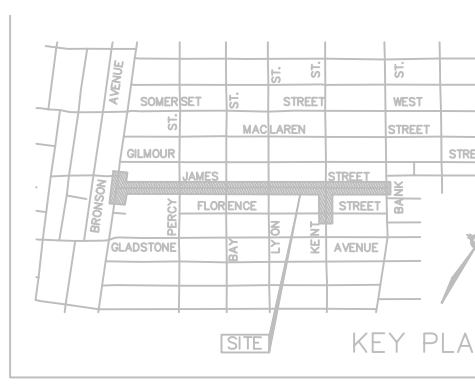 AVENUE
ST.
ST.
ST.
ST.
SOMERSET STREET WEST
ST.
MACLAREN STREET
GILMOUR STRE
JAMES STREET
BRONSON
PERCY
FLORENCE STREET
BANK
GLADSTONE
BAY
LYON
KENT
AVENUE
SITE
KEY PLA